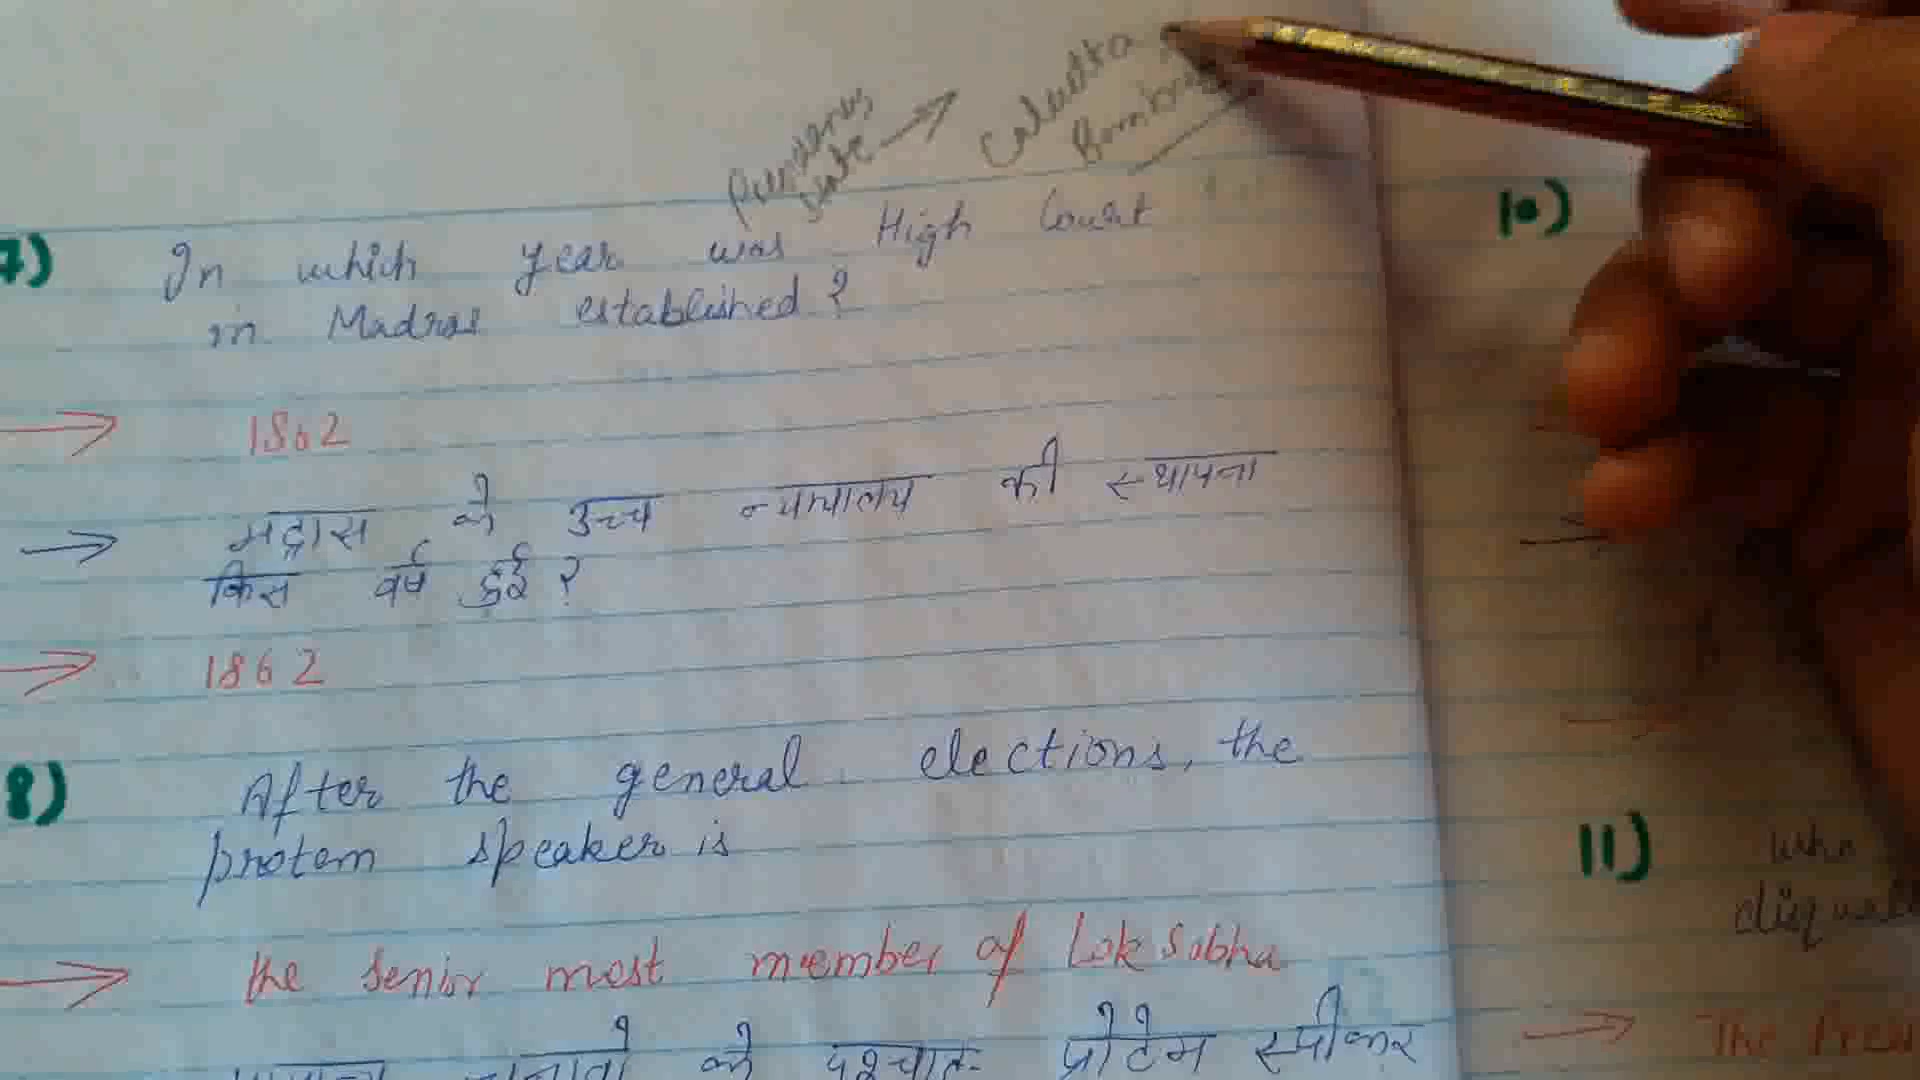 Calcutta
Bombay
date →
7) In which year was High Court
in Madras established?
→ 1862
→ मद्रास के उच्च न्यायालय की स्थापना
किस वर्ष हुई?
→ 1862
8) After the general elections, the
protem speaker is
→ the senior most member of Lok Sabha
चुनावों के पश्चात प्रोटेम स्पीकर
10)
11) who
→ The